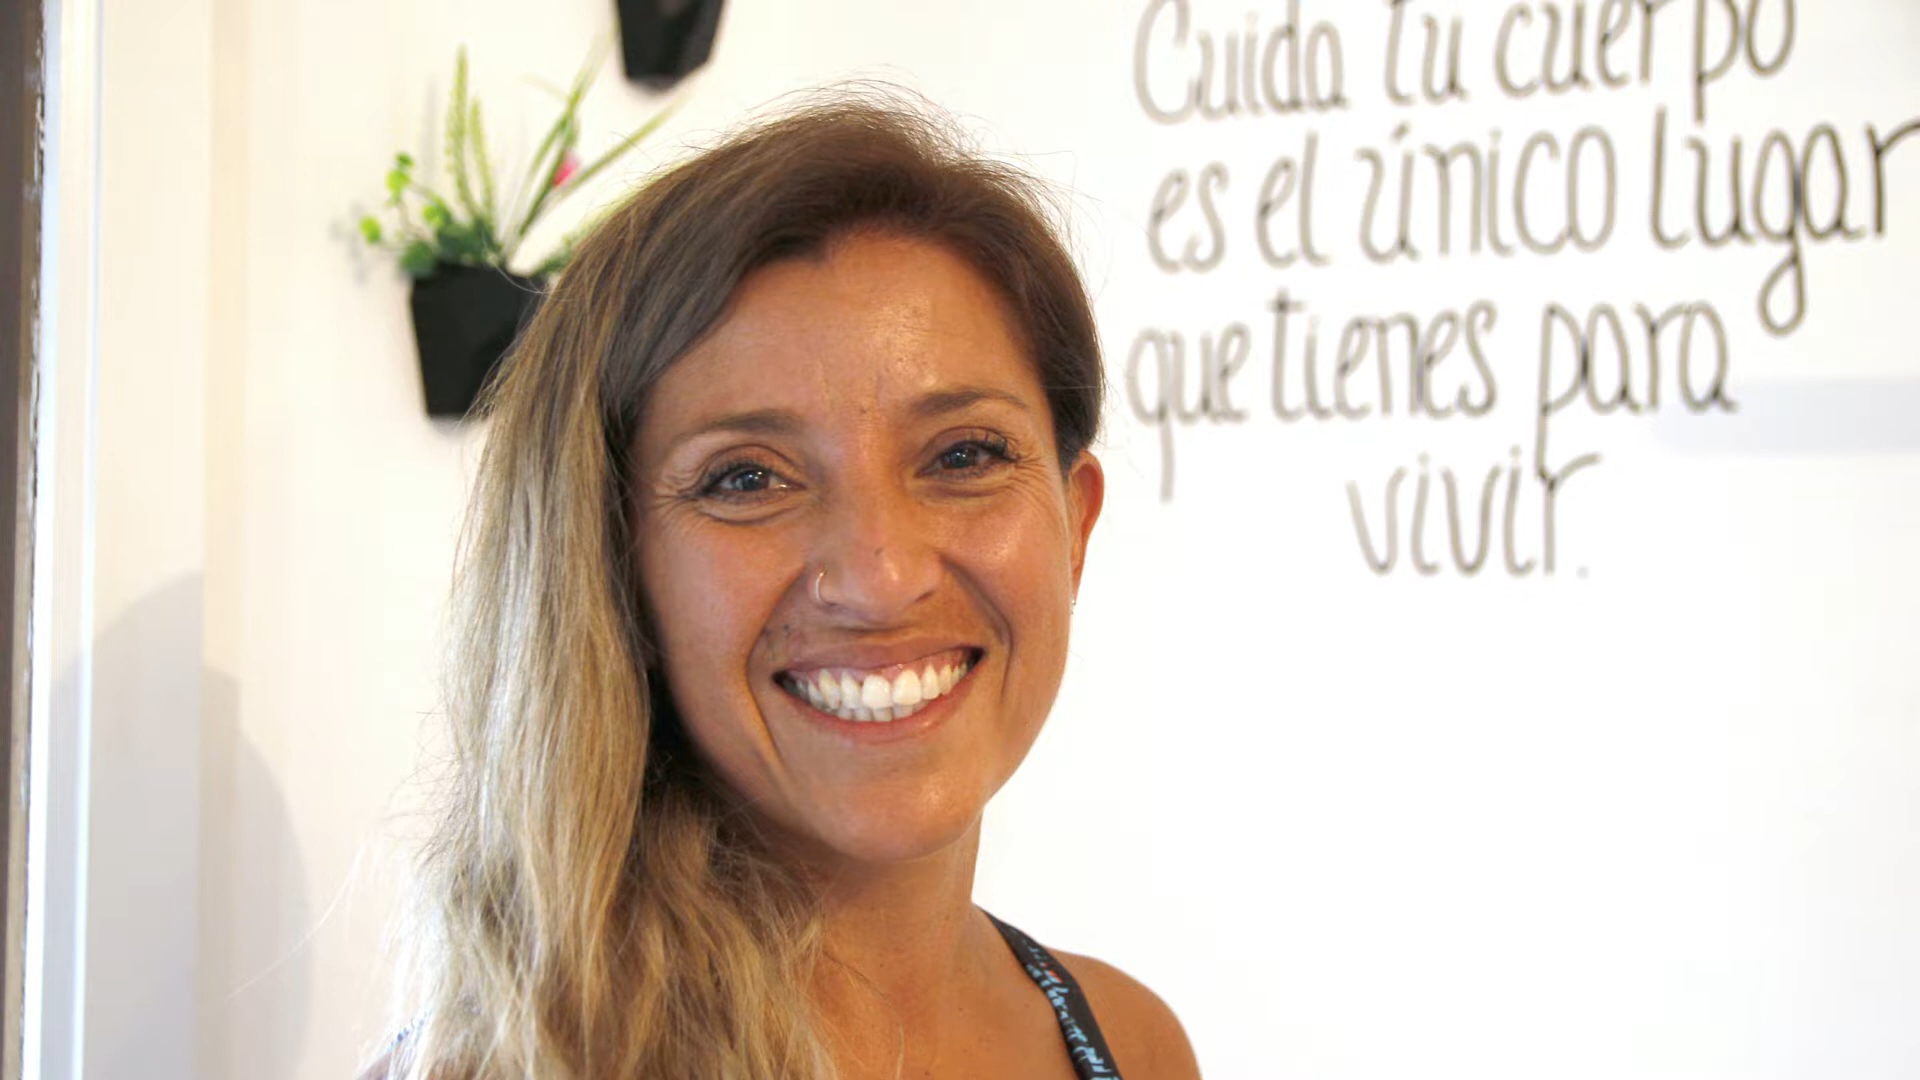 Cuida tu cuerpo
es el único lugar
que tienes para
vivir.